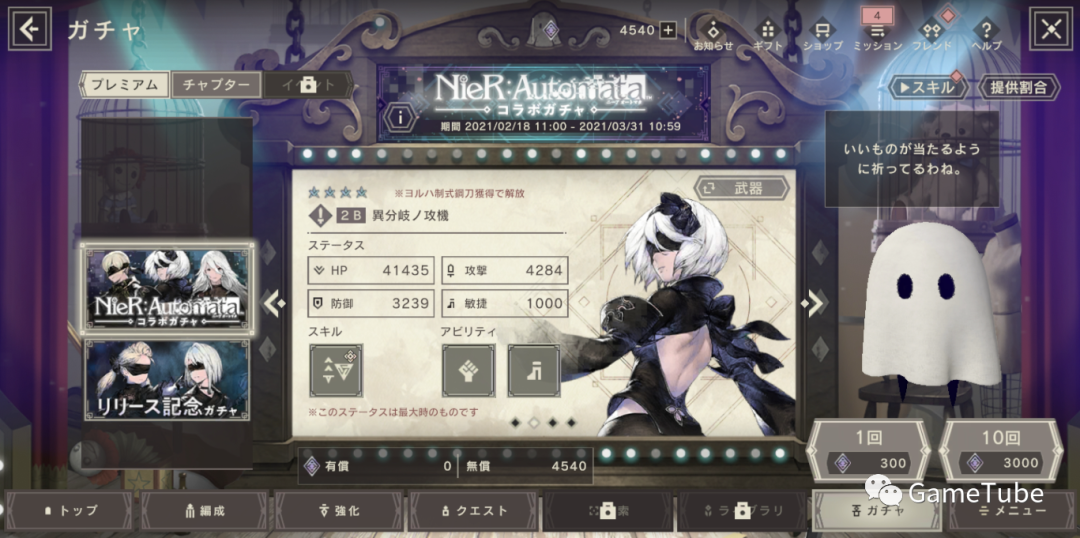 ガチャ
4540
お知らせ
ギフト
ショップ
4
ミッション
フレンド
ヘルプ
プレミアム
チャプター
イベント
NieR:Automata
コラボガチャ
期間 2021/02/18 11:00 - 2021/03/31 10:59
スキル
提供割合
いいものが当たるよう
に祈ってるわね。
※ヨルハ制式鋼刀獲得で解放
武器
2B 異分岐ノ攻機
ステータス
HP 41435
攻撃 4284
防御 3239
敏捷 1000
スキル
アビリティ
※このステータスは最大時のものです
NieR:Automata
コラボガチャ
リリース記念ガチャ
有償 0
無償 4540
1回
300
10回
3000
GameTube
トップ
編成
強化
クエスト
索
ライブラリ
ガチャ
メニュー